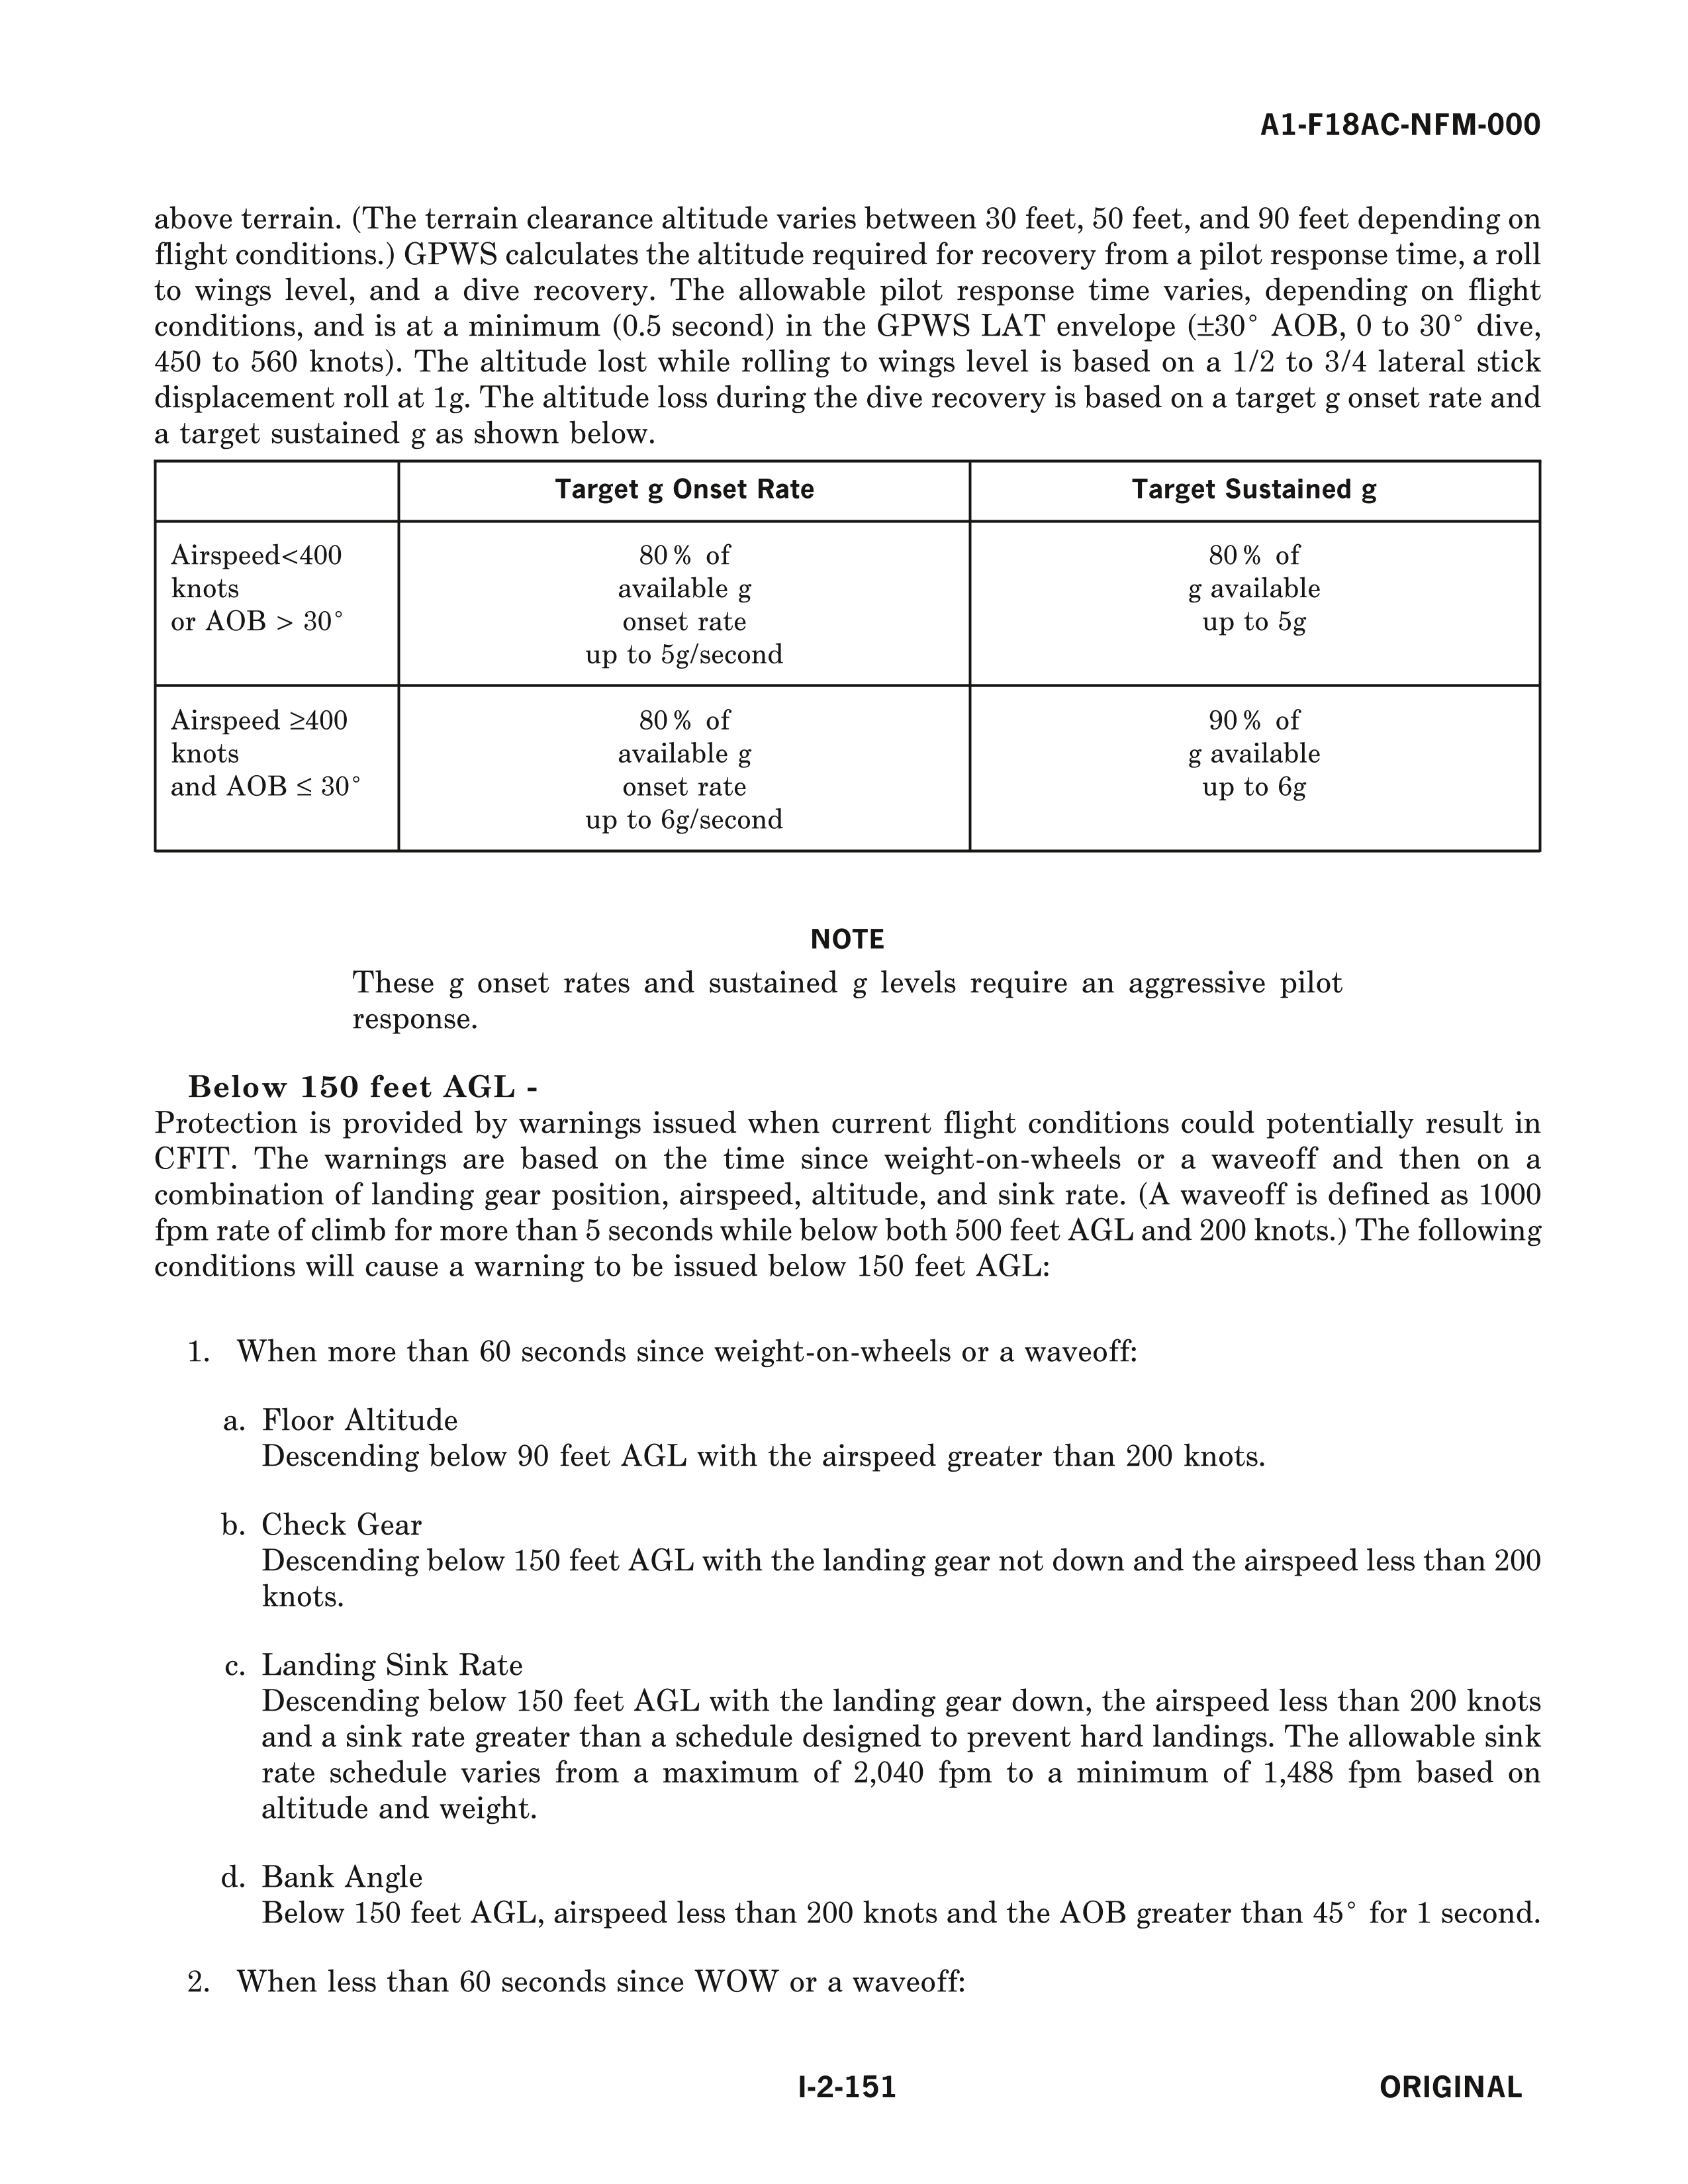 A1-F18AC-NFM-000
above terrain. (The terrain clearance altitude varies between 30 feet, 50 feet, and 90 feet depending on
flight conditions.) GPWS calculates the altitude required for recovery from a pilot response time, a roll
to wings level, and a dive recovery. The allowable pilot response time varies, depending on flight
conditions, and is at a minimum (0.5 second) in the GPWS LAT envelope (±30° AOB, 0 to 30° dive,
450 to 560 knots). The altitude lost while rolling to wings level is based on a 1/2 to 3/4 lateral stick
displacement roll at 1g. The altitude loss during the dive recovery is based on a target g onset rate and
a target sustained g as shown below.
Target g Onset Rate
Target Sustained g
Airspeed<400
knots
or AOB > 30°
80% of
available g
onset rate
up to 5g/second
80% of
g available
up to 5g
Airspeed ≥400
knots
and AOB ≤ 30°
80% of
available g
onset rate
up to 6g/second
90% of
g available
up to 6g
NOTE
These g onset rates and sustained g levels require an aggressive pilot
response.
Below 150 feet AGL -
Protection is provided by warnings issued when current flight conditions could potentially result in
CFIT. The warnings are based on the time since weight-on-wheels or a waveoff and then on a
combination of landing gear position, airspeed, altitude, and sink rate. (A waveoff is defined as 1000
fpm rate of climb for more than 5 seconds while below both 500 feet AGL and 200 knots.) The following
conditions will cause a warning to be issued below 150 feet AGL:
1. When more than 60 seconds since weight-on-wheels or a waveoff:
a. Floor Altitude
Descending below 90 feet AGL with the airspeed greater than 200 knots.
b. Check Gear
Descending below 150 feet AGL with the landing gear not down and the airspeed less than 200
knots.
c. Landing Sink Rate
Descending below 150 feet AGL with the landing gear down, the airspeed less than 200 knots
and a sink rate greater than a schedule designed to prevent hard landings. The allowable sink
rate schedule varies from a maximum of 2,040 fpm to a minimum of 1,488 fpm based on
altitude and weight.
d. Bank Angle
Below 150 feet AGL, airspeed less than 200 knots and the AOB greater than 45° for 1 second.
2. When less than 60 seconds since WOW or a waveoff:
I-2-151
ORIGINAL